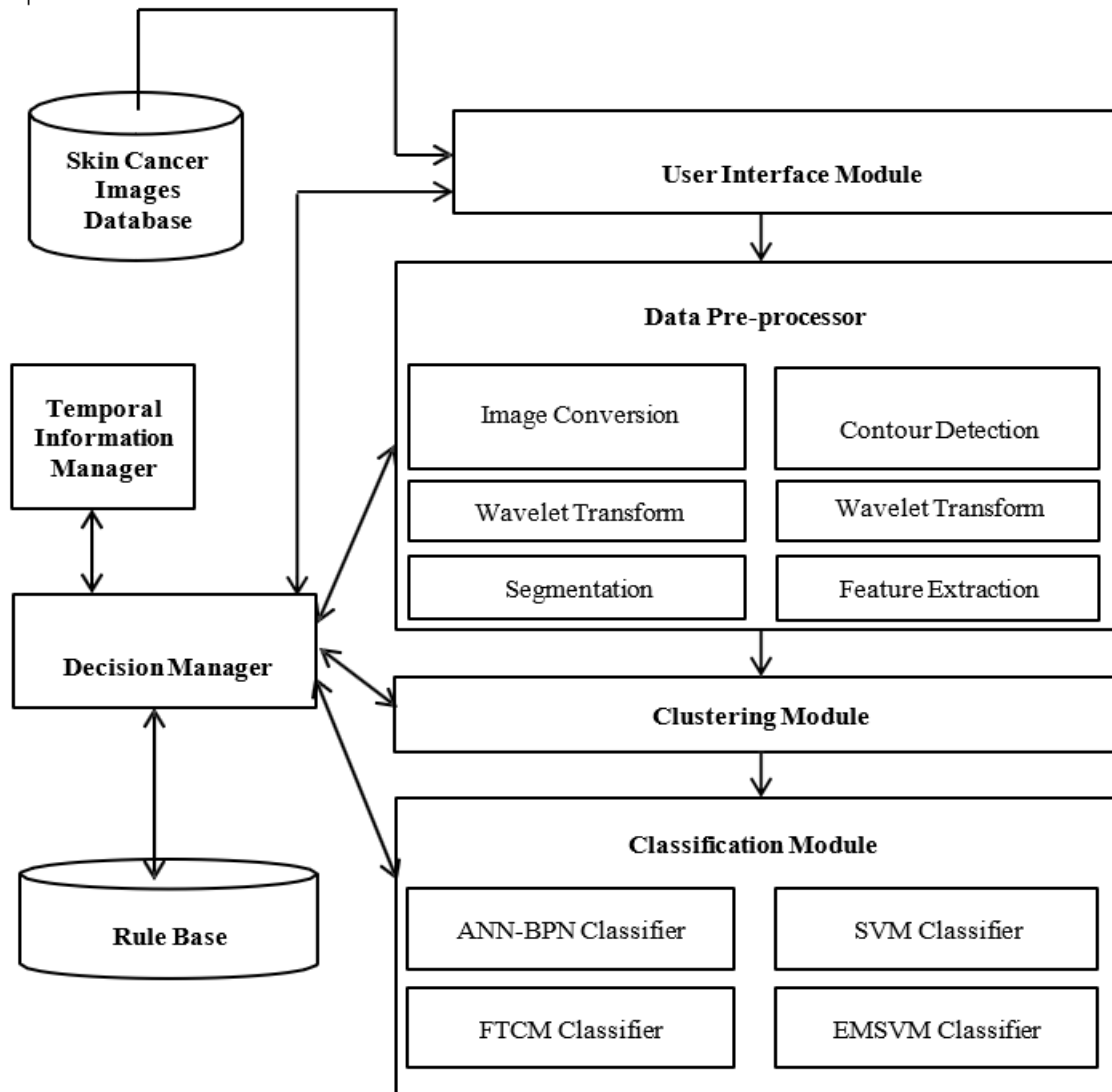 Skin Cancer
Images
Database
User Interface Module
Data Pre-processor
Image Conversion
Contour Detection
Wavelet Transform
Wavelet Transform
Segmentation
Feature Extraction
Temporal
Information
Manager
Decision Manager
Clustering Module
Classification Module
ANN-BPN Classifier
SVM Classifier
FTCM Classifier
EMSVM Classifier
Rule Base